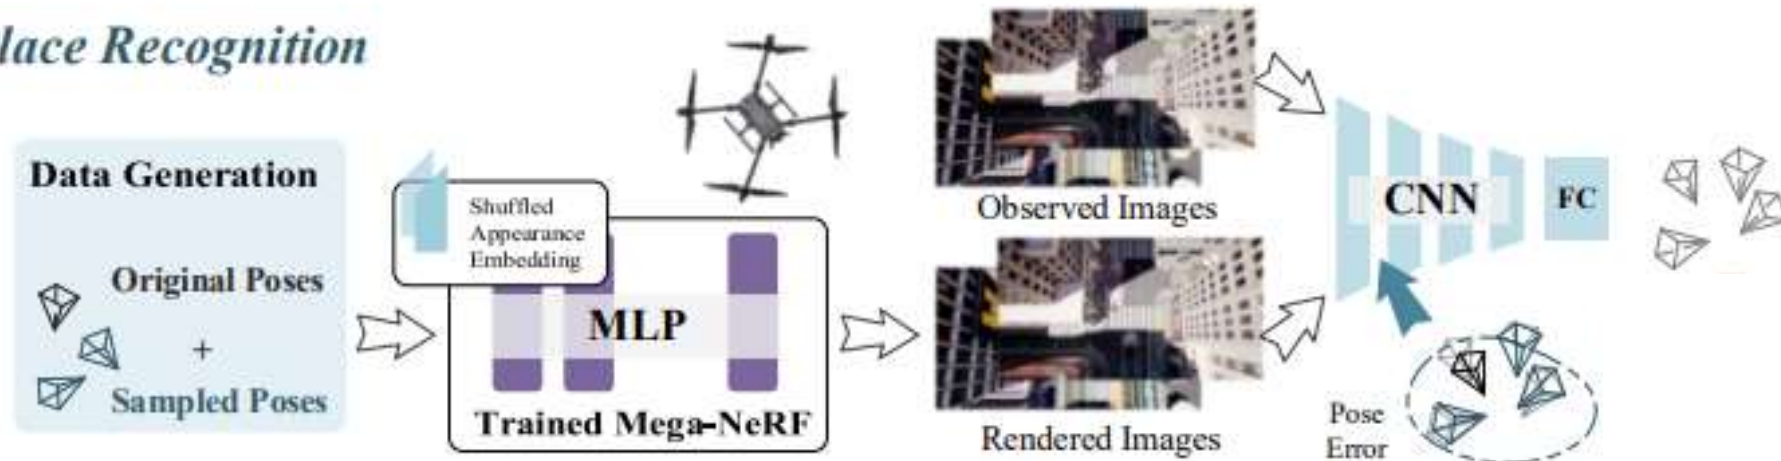 lace Recognition
Data Generation
Original Poses
+
Sampled Poses
Shuffled
Appearance
Embedding
MLP
Trained Mega-NeRF
Observed Images
Rendered Images
CNN
FC
Pose
Error